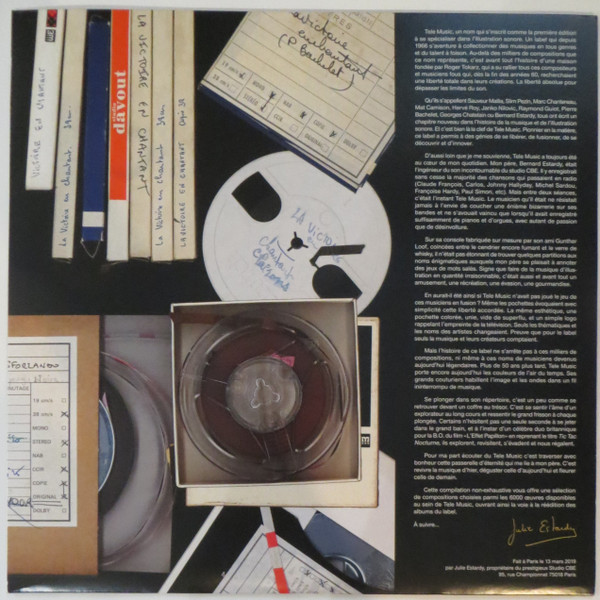 VICTOIRE EN CHANTANT
La Victoire en chantant.
studio
dàvout
LA VICTOIRE EN CHANTANT
La Victoire en chantant
LA VICTOIRE EN CHANTANT Copie 38
Victoire
en chantant
(P. Bachelet)
LA VICTOIRE
EN
chantant
SFORLANDO
19 cm/s
38 cm/s
MONO
STEREO
NAB
CCIR
COPIE
ORIGINAL
DOLBY
Tele Music, un nom qui s'inscrit comme la première édition
à se spécialiser dans l'illustration sonore. Un label qui depuis
1966 s'aventure à collectionner des musiques en tous genres
et du talent à foison. Au-delà des milliers de compositions que
ce nom représente, c'est avant tout l'histoire d'une maison
fondée par Roger Tokarz, qui a su rallier tous ces compositeurs
et musiciens fous qui, dès la fin des années 60, recherchaient
une liberté totale dans leurs créations. La liberté absolue pour
dépasser les limites du son.
Qu'ils s'appellent Sauveur Mallia, Slim Pezin, Marc Chantereau,
Mat Camison, Hervé Roy, Janko Nilovic, Raymond Guiot, Pierre
Bachelet, Georges Chatelain ou Bernard Estardy, tous ont écrit un
chapitre nouveau dans l'histoire de la musique et de l'illustration
sonore. Et c'est bien là la clef de Tele Music. Pionnier en la matière,
ce label a permis à des génies de se libérer, de fusionner, de se
découvrir et d'innover.
D'aussi loin que je me souvienne, Tele Music a toujours été
au cœur de mon quotidien. Mon père, Bernard Estardy, était
l'ingénieur du son incontournable du studio CBE. Il y enregistrait
sans cesse la majorité des chansons qui passaient en radio
(Claude François, Carlos, Johnny Hallyday, Michel Sardou,
Françoise Hardy, Paul Simon, etc). Mais entre deux séances,
c'était l'instant Tele Music. Le musicien qu'il était ne résistait
jamais à l'envie de coucher une énième bizarrerie sur ses
bandes et ne s'avouait vaincu que lorsqu'il avait enregistré
suffisamment de pianos et d'orgues, avec autant de passion
que de désinvolture.
Sur sa console fabriquée sur mesure par son ami Gunther
Loof, coincées entre le cendrier encore fumant et le verre de
whisky, il n'était pas étonnant de trouver quelques partitions aux
noms énigmatiques auxquels mon père se plaisait à annoter
des jeux de mots salés. Signe que faire de la musique d'illustra-
tion en quantité irraisonnable, c'était aussi et avant tout un
amusement, une récréation, une évasion, une gourmandise.
En aurait-il été ainsi si Tele Music n'avait pas joué le jeu de
ces musiciens en fusion ? Même les pochettes évoquaient avec
simplicité cette liberté accordée. La même esthétique, une
pochette colorée, unie, vide de superflu, et un simple logo
rappelant l'empreinte de la télévision. Seuls les thématiques et
les noms des artistes changeaient. Preuve que pour le label
seuls la musique et leurs créateurs comptaient.
Mais l'histoire de ce label ne s'arrête pas à ces milliers de
compositions, ni même à ces noms de musiciens devenus
aujourd'hui légendaires. Plus de 50 ans plus tard, Tele Music
porte encore aujourd'hui les couleurs de l'air du temps. Ses
grands couturiers habillent l'image et les ondes dans un fil
ininterrompu de musique.
Se plonger dans son répertoire, c'est un peu comme se
retrouver devant un coffre au trésor. C'est se sentir l'âme d'un
explorateur au long cours et ressentir le grand frisson à chaque
plongée. Certains n'hésitent pas une seule seconde à se jeter
dans le grand bain, et à l'instar d'un célèbre duo britannique
pour la B.O. du film «L'Effet Papillon» en reprenant le titre Tic Tac
Nocturne, ils explorent, revisitent, s'évadent et nous régalent.
Pour ma part écouter du Tele Music c'est traverser avec
bonheur cette passerelle d'éternité qui me lie à mon père. C'est
revivre la musique d'hier, déguster celle d'aujourd'hui et flairer
celle de demain.
Cette compilation non-exhaustive vous offre une sélection
de compositions choisies parmi les 6000 œuvres disponibles
au sein de Tele Music, ouvrant ainsi la voie à la réédition des
albums du label.
À suivre...
Julie Estardy
Fait à Paris le 13 mars 2019
par Julie Estardy, propriétaire du prestigieux Studio CBE
95, rue Championnet 75018 Paris